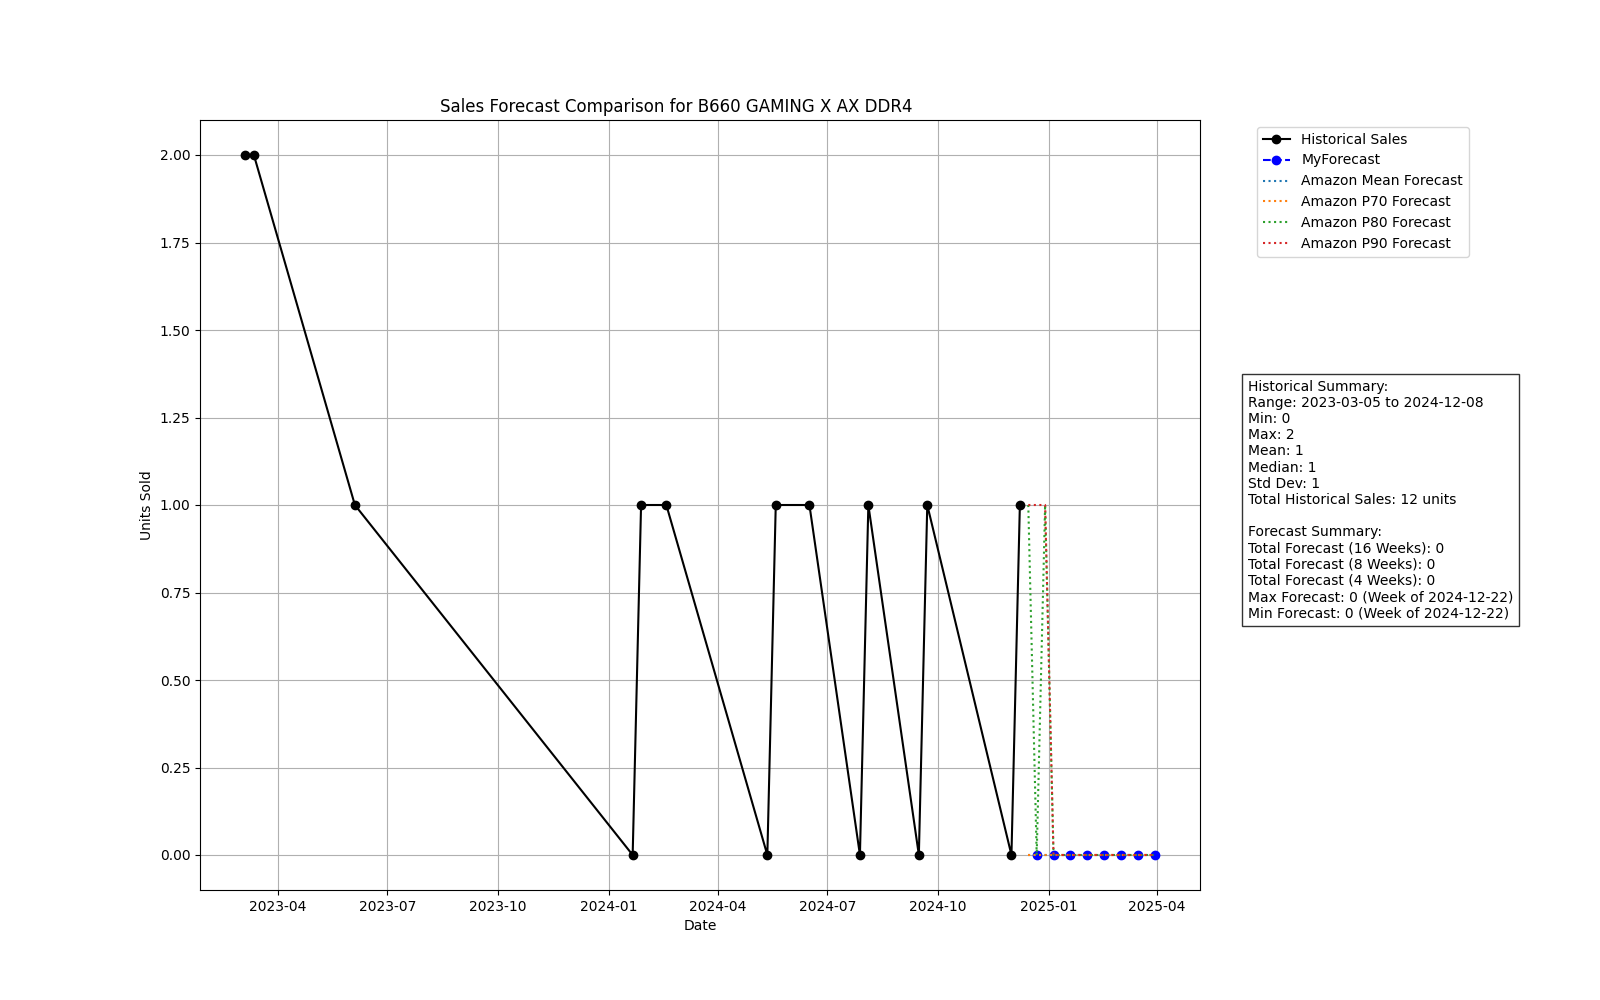 Sales Forecast Comparison for B660 GAMING X AX DDR4
Units Sold
2.00
1.75
1.50
1.25
1.00
0.75
0.50
0.25
0.00
2023-04
2023-07
2023-10
2024-01
2024-04
2024-07
2024-10
2025-01
2025-04
Date
Historical Sales
MyForecast
Amazon Mean Forecast
Amazon P70 Forecast
Amazon P80 Forecast
Amazon P90 Forecast
Historical Summary:
Range: 2023-03-05 to 2024-12-08
Min: 0
Max: 2
Mean: 1
Median: 1
Std Dev: 1
Total Historical Sales: 12 units
Forecast Summary:
Total Forecast (16 Weeks): 0
Total Forecast (8 Weeks): 0
Total Forecast (4 Weeks): 0
Max Forecast: 0 (Week of 2024-12-22)
Min Forecast: 0 (Week of 2024-12-22)